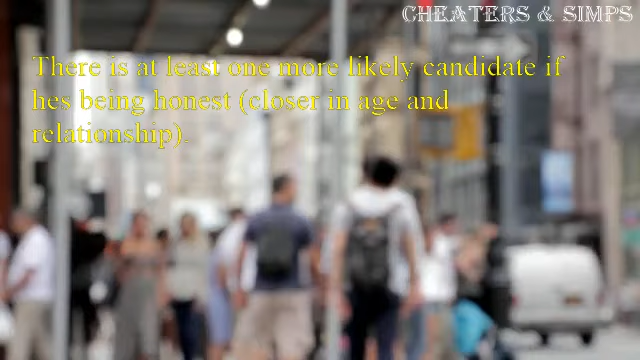 CHEATERS & SIMPS
There is at least one more likely candidate if
hes being honest (closer in age and
relationship).